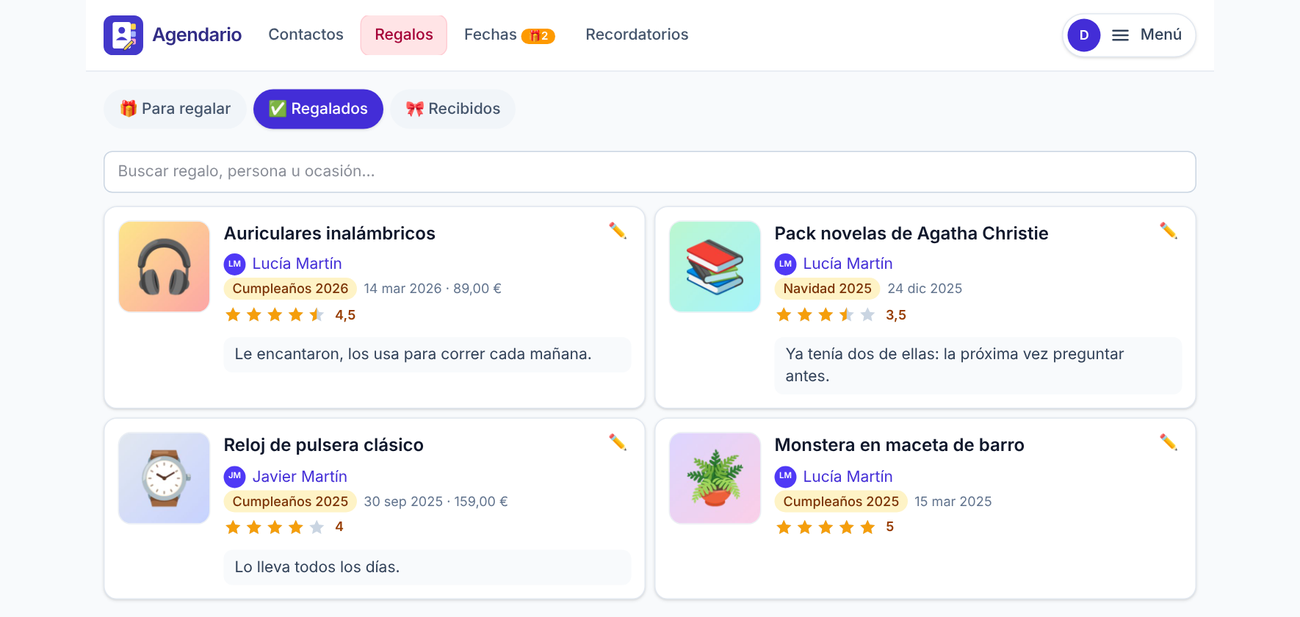 Agendario
Contactos
Regalos
Fechas 🎁2
Recordatorios
D
Menú
🎁 Para regalar
✅ Regalados
🎀 Recibidos
Buscar regalo, persona u ocasión...
Auriculares inalámbricos
LM Lucía Martín
Cumpleaños 2026 14 mar 2026 · 89,00 €
4,5
Le encantaron, los usa para correr cada mañana.
Pack novelas de Agatha Christie
LM Lucía Martín
Navidad 2025 24 dic 2025
3,5
Ya tenía dos de ellas: la próxima vez preguntar
antes.
Reloj de pulsera clásico
JM Javier Martín
Cumpleaños 2025 30 sep 2025 · 159,00 €
4
Lo lleva todos los días.
Monstera en maceta de barro
LM Lucía Martín
Cumpleaños 2025 15 mar 2025
5